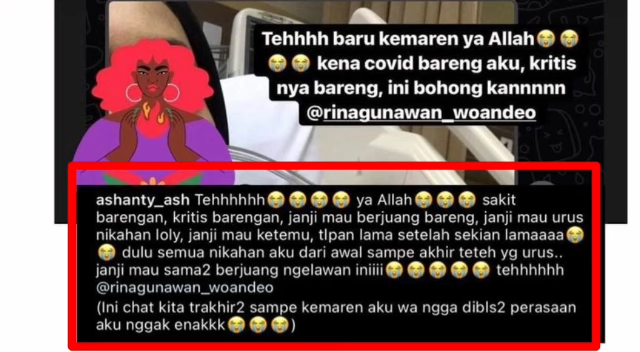 Tehhhh baru kemaren ya Allah😭😭
😭😭 kena covid bareng aku, kritis
nya bareng, ini bohong kannnnn
@rinagunawan_woandeo
ashanty_ash Tehhhhhh😭😭😭😭 ya Allah😭😭😭 sakit
barengan, kritis barengan, janji mau berjuang bareng, janji mau urus
nikahan loly, janji mau ketemu, tlpan lama setelah sekian lamaaaa😭
😭 dulu semua nikahan aku dari awal sampe akhir teteh yg urus..
janji mau sama2 berjuang ngelawan iniiii😭😭😭😭😭 tehhhhhh
@rinagunawan_woandeo
(Ini chat kita trakhir2 sampe kemaren aku wa ngga dibls2 perasaan
aku nggak enakkk😭😭😭)